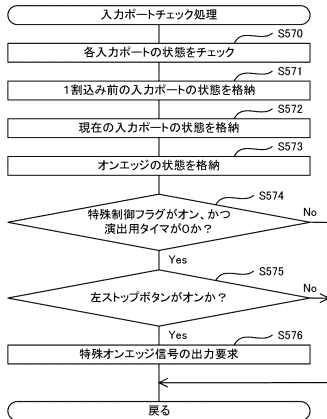 入力ポートチェック処理
S570
各入力ポートの状態をチェック
S571
1割込み前の入力ポートの状態を格納
S572
現在の入力ポートの状態を格納
S573
オンエッジの状態を格納
S574
特殊制御フラグがオン、かつ
演出用タイマが0か?
No
Yes
S575
左ストップボタンがオンか?
No
Yes
S576
特殊オンエッジ信号の出力要求
戻る